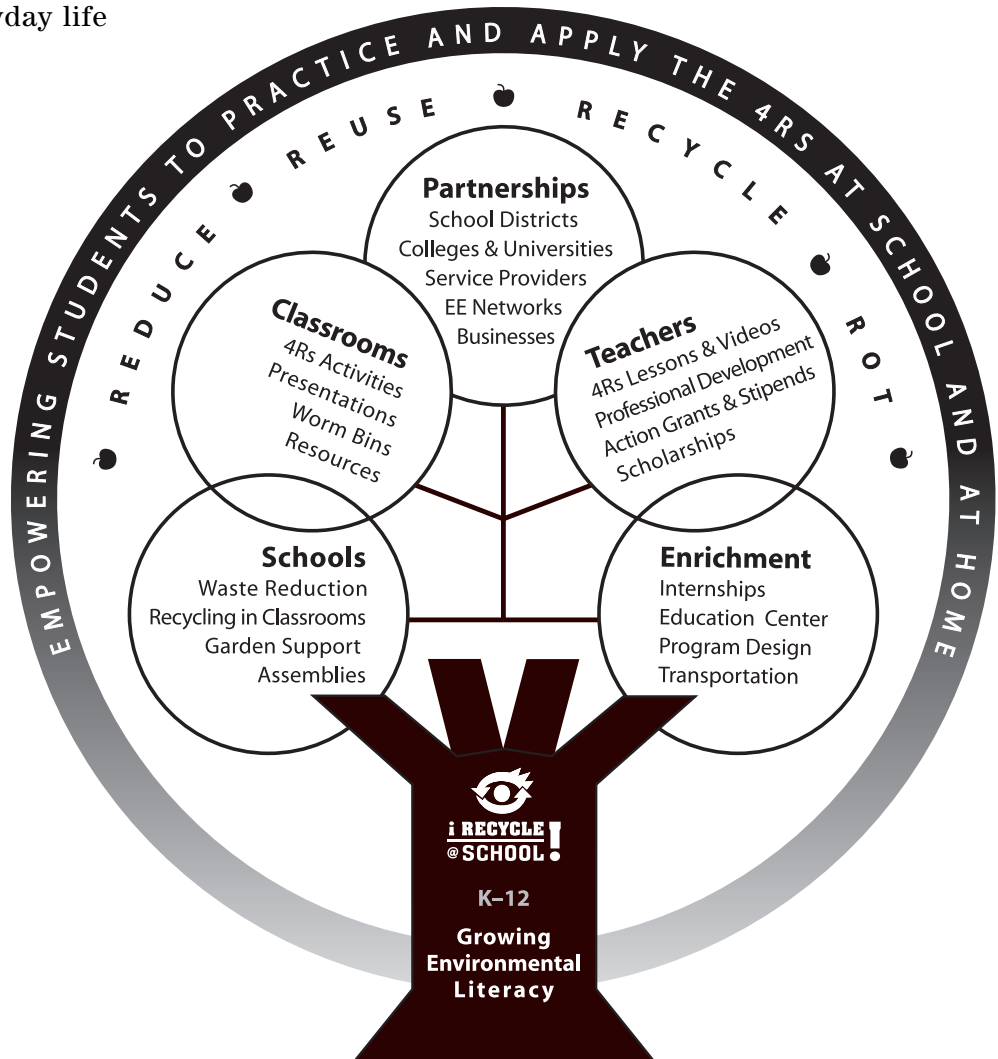 yday life
EMPOWERING STUDENTS TO PRACTICE AND APPLY THE 4RS AT SCHOOL AND AT HOME
REDUCE REUSE RECYCLE ROT
Partnerships
School Districts
Colleges & Universities
Service Providers
EE Networks
Businesses
Classrooms
4Rs Activities
Presentations
Worm Bins
Resources
Teachers
4Rs Lessons & Videos
Professional Development
Action Grants & Stipends
Scholarships
Schools
Waste Reduction
Recycling in Classrooms
Garden Support
Assemblies
Enrichment
Internships
Education Center
Program Design
Transportation
i RECYCLE
@ SCHOOL!
K–12
Growing
Environmental
Literacy